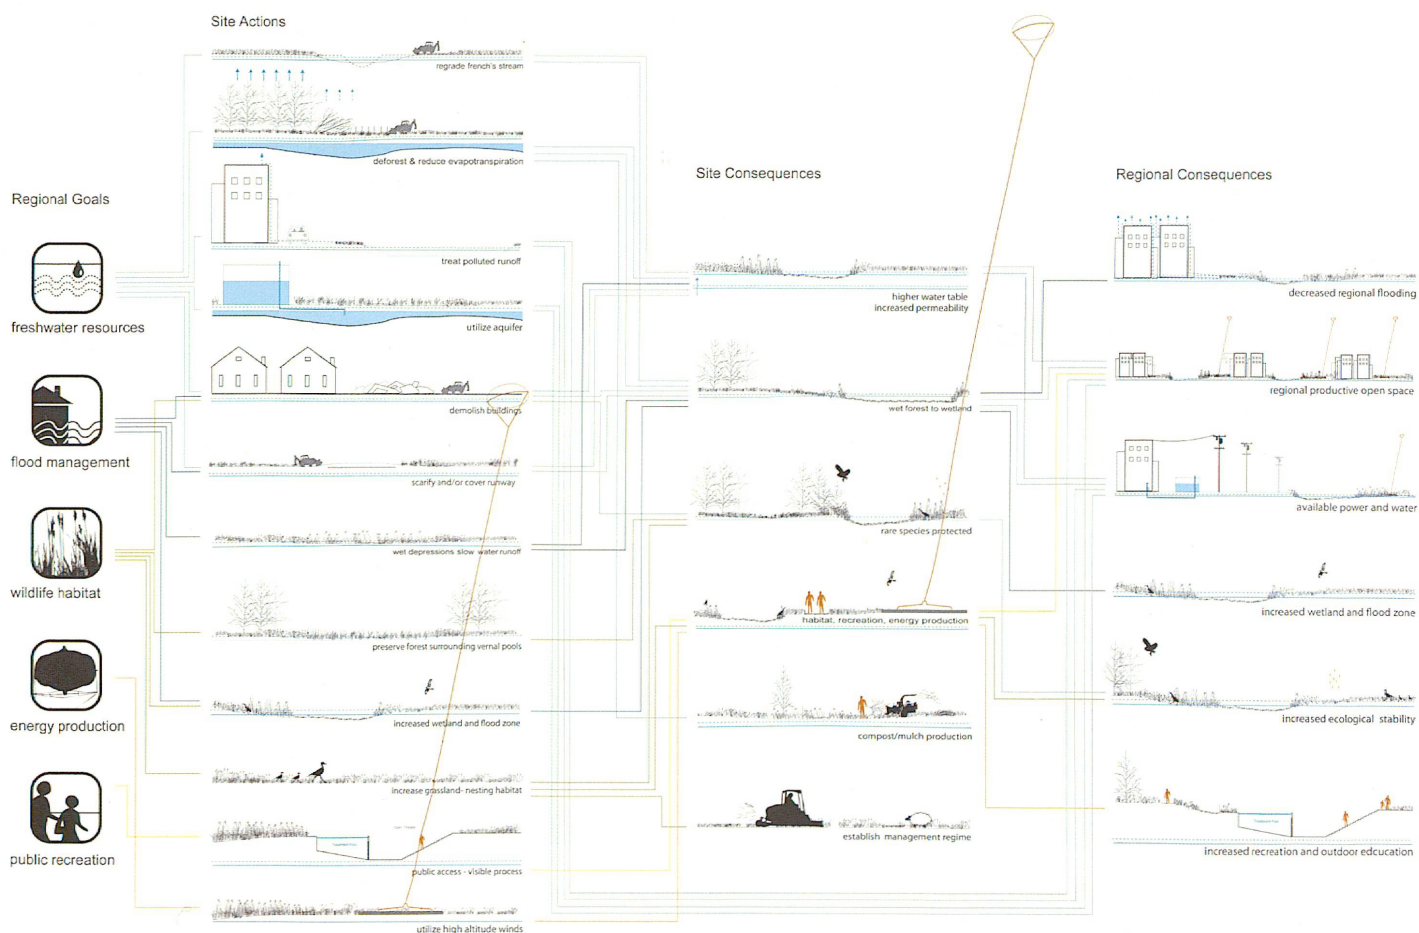 Site Actions
regrade french's stream
deforest & reduce evapotranspiration
treat polluted runoff
utilize aquifer
demolish buildings
scarify and/or cover runway
wet depressions slow water runoff
preserve forest surrounding vernal pools
increased wetland and flood zone
increase grassland- nesting habitat
public access - visible process
utilize high altitude winds
Regional Goals
freshwater resources
flood management
wildlife habitat
energy production
public recreation
Site Consequences
higher water table
increased permeability
wet forest to wetland
rare species protected
habitat, recreation, energy production
compost/mulch production
establish management regime
Regional Consequences
decreased regional flooding
regional productive open space
available power and water
increased wetland and flood zone
increased ecological stability
increased recreation and outdoor edcucation